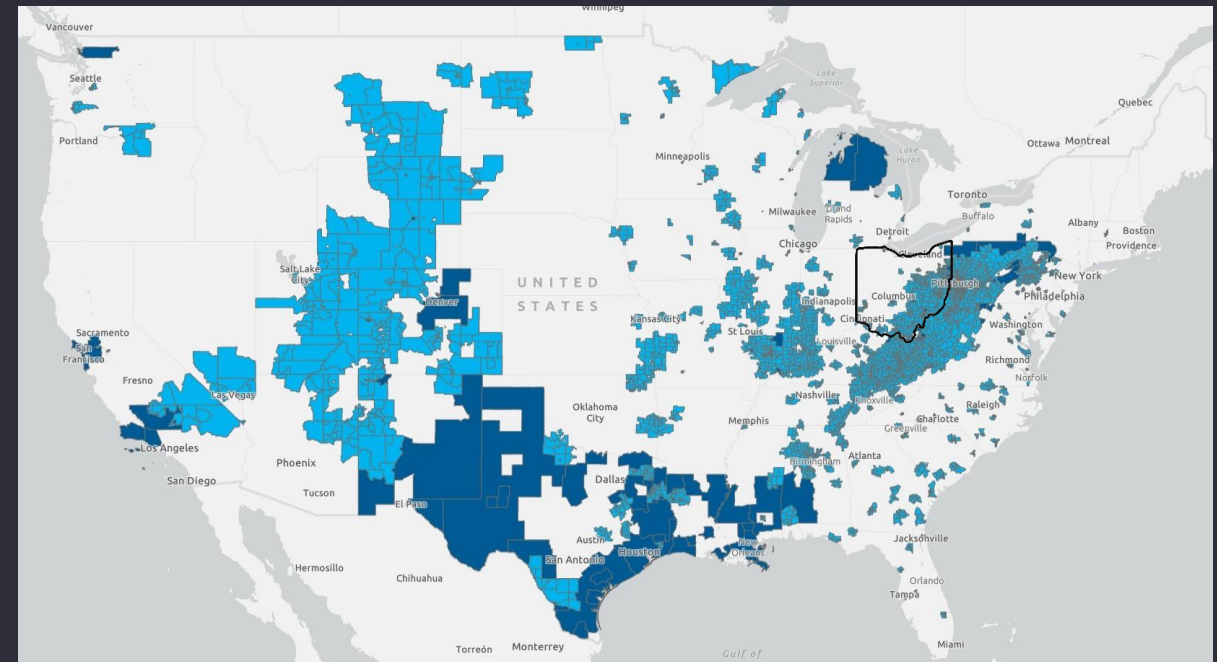 Winnipeg
Vancouver
Seattle
Portland
Lake
Superior
Quebec
Ottawa
Montreal
Minneapolis
Lake
Huron
Toronto
Milwaukee
Grand
Rapids
Buffalo
Albany
Detroit
Boston
Chicago
Providence
Cleveland
Salt Lake
City
UNITED
STATES
Denver
Pittsburgh
New York
Columbus
Philadelphia
Indianapolis
Cincinnati
Kansas City
St Louis
Washington
Sacramento
San
Francisco
Louisville
Richmond
Norfolk
Fresno
Las Vegas
Nashville
Knoxville
Raleigh
Oklahoma
City
Memphis
Charlotte
Greenville
Los Angeles
Phoenix
Birmingham
Atlanta
San Diego
Tucson
Dallas
El Paso
Austin
Jacksonville
Houston
New
Orleans
San Antonio
Hermosillo
Chihuahua
Orlando
Tampa
Torreón
Monterrey
Miami
Gulf of